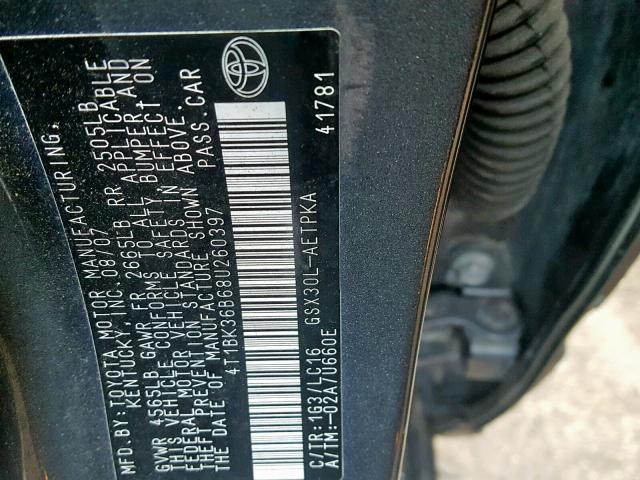 MFD.BY:TOYOTA MOTOR MANUFACTURING,
KENTUCKY, INC. 08/07
GVWR 4565LB GAWR FR 2665LB RR 2505LB
THIS VEHICLE CONFORMS TO ALL APPLICABLE
FEDERAL MOTOR VEHICLE SAFETY, BUMPER, AND
THEFT PREVENTION STANDARDS IN EFFECT ON
THE DATE OF MANUFACTURE SHOWN ABOVE.
4T1BK36B68U260397 PASS.CAR
C/TR:1G3/LC16 GSX30L-AETPKA
A/TM:-02A/U660E 41781